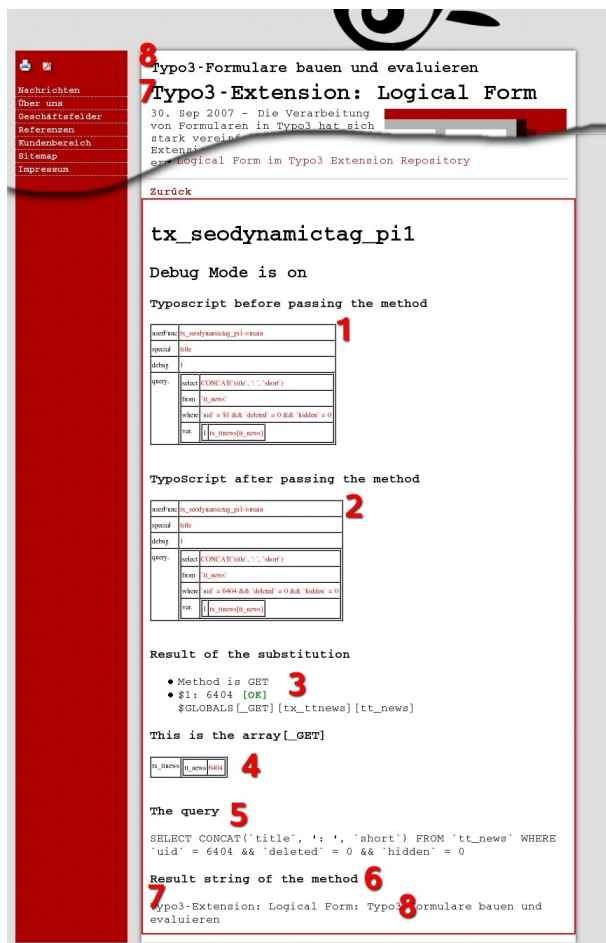 Nachrichten
Über uns
Geschäftsfelder
Referenzen
Kundenbereich
Sitemap
Impressum
8
Typo3-Formulare bauen und evaluieren
7
Typo3-Extension: Logical Form
30. Sep 2007 - Die Verarbeitung
von Formularen in Typo3 hat sich
stark
Logical Form im Typo3 Extension Repository
Zurück
tx_seodynamictag_pi1
Debug Mode is on
Typoscript before passing the method
1
userFunc tx_seodynamictag_pi1->main
special title
debug 1
query. select CONCAT(`title`, ': ', `short`)
from `tt_news`
where `uid` = $1 && `deleted` = 0 && `hidden` = 0
var. 1 tx_ttnews[tt_news]
TypoScript after passing the method
2
userFunc tx_seodynamictag_pi1->main
special title
debug 1
query. select CONCAT(`title`, ': ', `short`)
from `tt_news`
where `uid` = 6404 && `deleted` = 0 && `hidden` = 0
var. 1 tx_ttnews[tt_news]
Result of the substitution
3
• Method is GET
• $1: 6404 [OK]
$GLOBALS[_GET][tx_ttnews][tt_news]
This is the array[_GET]
4
tx_ttnews tt_news 6404
The query
5
SELECT CONCAT(`title`, ': ', `short`) FROM `tt_news` WHERE
`uid` = 6404 && `deleted` = 0 && `hidden` = 0
Result string of the method
6
7
8
Typo3-Extension: Logical Form: Typo3-Formulare bauen und
evaluieren